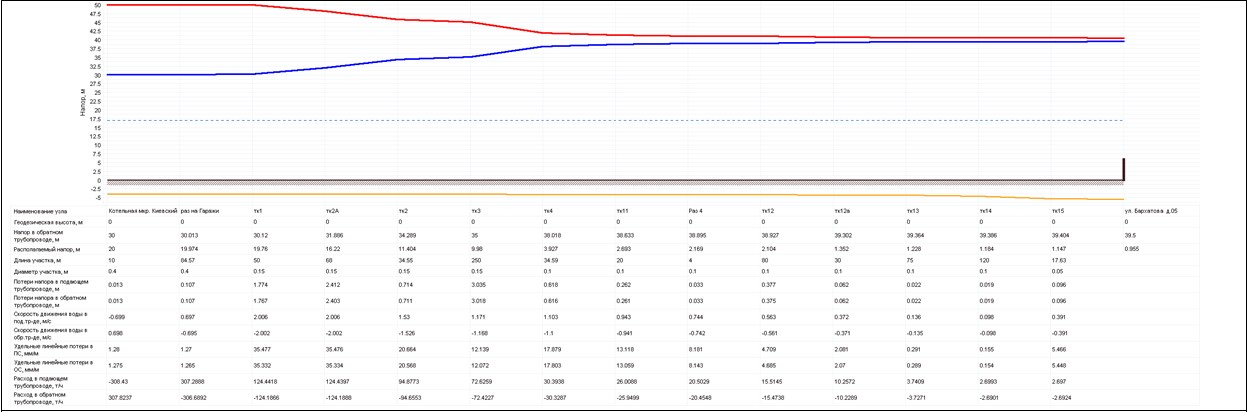 50
47.5
45
42.5
40
37.5
35
32.5
30
27.5
25
22.5
20
17.5
15
12.5
10
7.5
5
2.5
0
-2.5
-5
Напор, м
Наименование узла Котельная мкр. Киевский раз на Гаражи тк1 тк2А тк2 тк3 тк4 тк11 Раз 4 тк12 тк12а тк13 тк14 тк15 ул. Бархатова. д.05
Геодезическая высота, м 0 0 0 0 0 0 0 0 0 0 0 0 0 0 0
Напор в обратном
трубопроводе, м 30 30.013 30.12 31.886 34.289 35 38.018 38.633 38.895 38.927 39.302 39.364 39.386 39.404 39.5
Располагаемый напор, м 20 19.974 19.76 16.22 11.404 9.98 3.927 2.693 2.169 2.104 1.352 1.228 1.184 1.147 0.955
Длина участка, м 10 84.57 50 68 34.55 250 34.59 20 4 80 30 75 120 17.63
Диаметр участка, м 0.4 0.4 0.15 0.15 0.15 0.15 0.1 0.1 0.1 0.1 0.1 0.1 0.1 0.05
Потери напора в подающем
трубопроводе, м 0.013 0.107 1.774 2.412 0.714 3.035 0.618 0.262 0.033 0.377 0.062 0.022 0.019 0.096
Потери напора в обратном
трубопроводе, м 0.013 0.107 1.767 2.403 0.711 3.018 0.616 0.261 0.033 0.375 0.062 0.022 0.019 0.096
Скорость движения воды в
под.тр-де, м/с -0.699 0.697 2.006 2.006 1.53 1.171 1.103 0.943 0.744 0.563 0.372 0.136 0.098 0.391
Скорость движения воды в
обр.тр-де, м/с 0.698 -0.695 -2.002 -2.002 -1.526 -1.168 -1.1 -0.941 -0.742 -0.561 -0.371 -0.135 -0.098 -0.391
Удельные линейные потери в
ПС, мм/м 1.28 1.27 35.477 35.476 20.664 12.139 17.879 13.118 8.181 4.709 2.081 0.291 0.155 5.466
Удельные линейные потери в
ОС, мм/м 1.275 1.265 35.332 35.334 20.568 12.072 17.803 13.059 8.143 4.685 2.07 0.289 0.154 5.448
Расход в подающем
трубопроводе, т/ч -308.43 307.2888 124.4418 124.4397 94.8773 72.6259 30.3938 26.0088 20.5029 15.5145 10.2572 3.7409 2.6993 2.697
Расход в обратном
трубопроводе, т/ч 307.8237 -306.6892 -124.1866 -124.1888 -94.6553 -72.4227 -30.3287 -25.9499 -20.4548 -15.4738 -10.2289 -3.7271 -2.6901 -2.6924